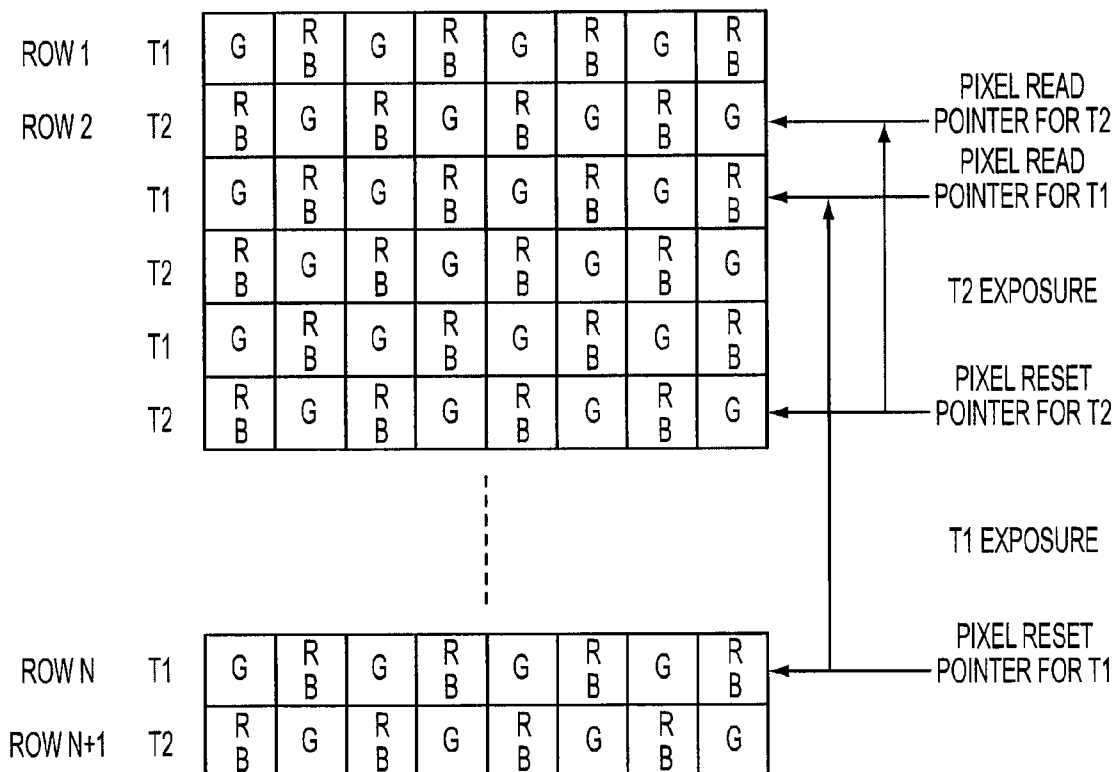 ROW 1 T1 G R B G R B G R B G R B
ROW 2 T2 R B G R B G R B G R B G
PIXEL READ
POINTER FOR T2
T1 G R B G R B G R B G R B
PIXEL READ
POINTER FOR T1
T2 R B G R B G R B G R B G
T2 EXPOSURE
T1 G R B G R B G R B G R B
T2 R B G R B G R B G R B G
PIXEL RESET
POINTER FOR T2
T1 EXPOSURE
ROW N T1 G R B G R B G R B G R B
PIXEL RESET
POINTER FOR T1
ROW N+1 T2 R B G R B G R B G R B G